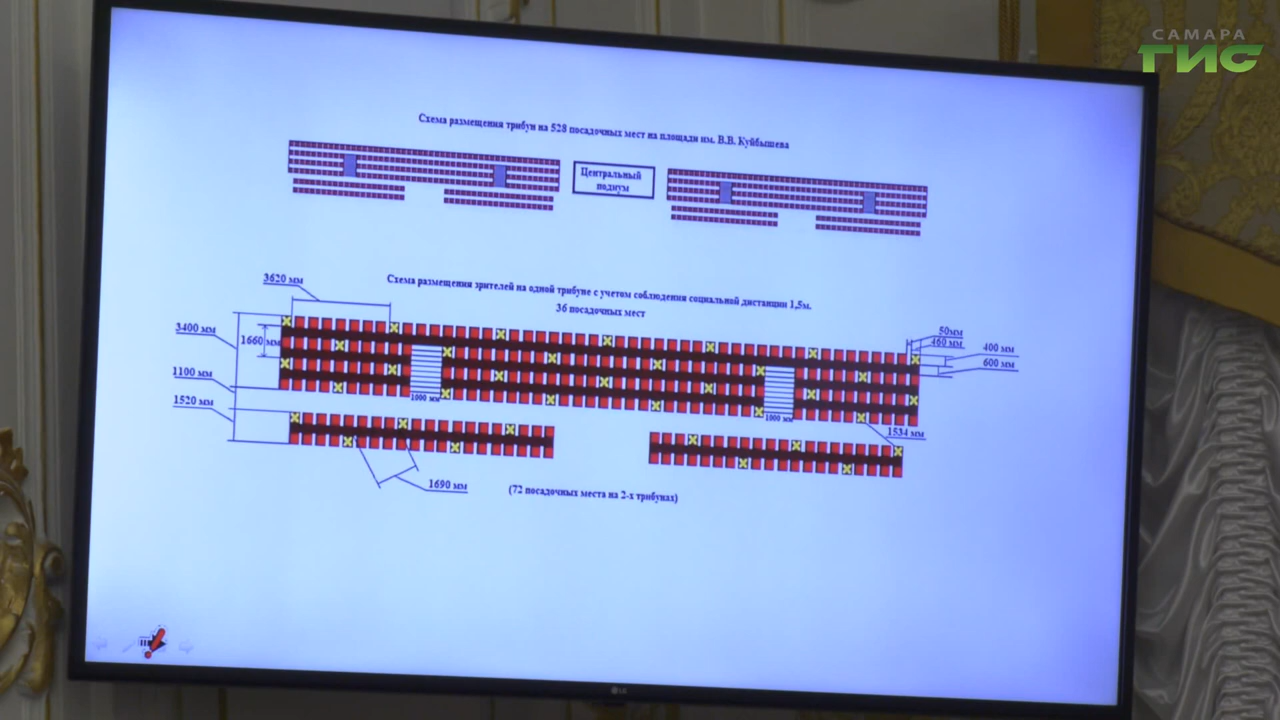 САМАРА
ГИС
Схема размещения трибун на 528 посадочных мест на площади им. В.В. Куйбышева
Центральный
подиум
Схема размещения зрителей на одной трибуне с учетом соблюдения социальной дистанции 1,5м.
36 посадочных мест
3620 мм
3400 мм
1660 мм
50мм
460 мм
400 мм
600 мм
1100 мм
1520 мм
1000 мм
1000 мм
1534 мм
1690 мм
(72 посадочных места на 2-х трибунах)
LG